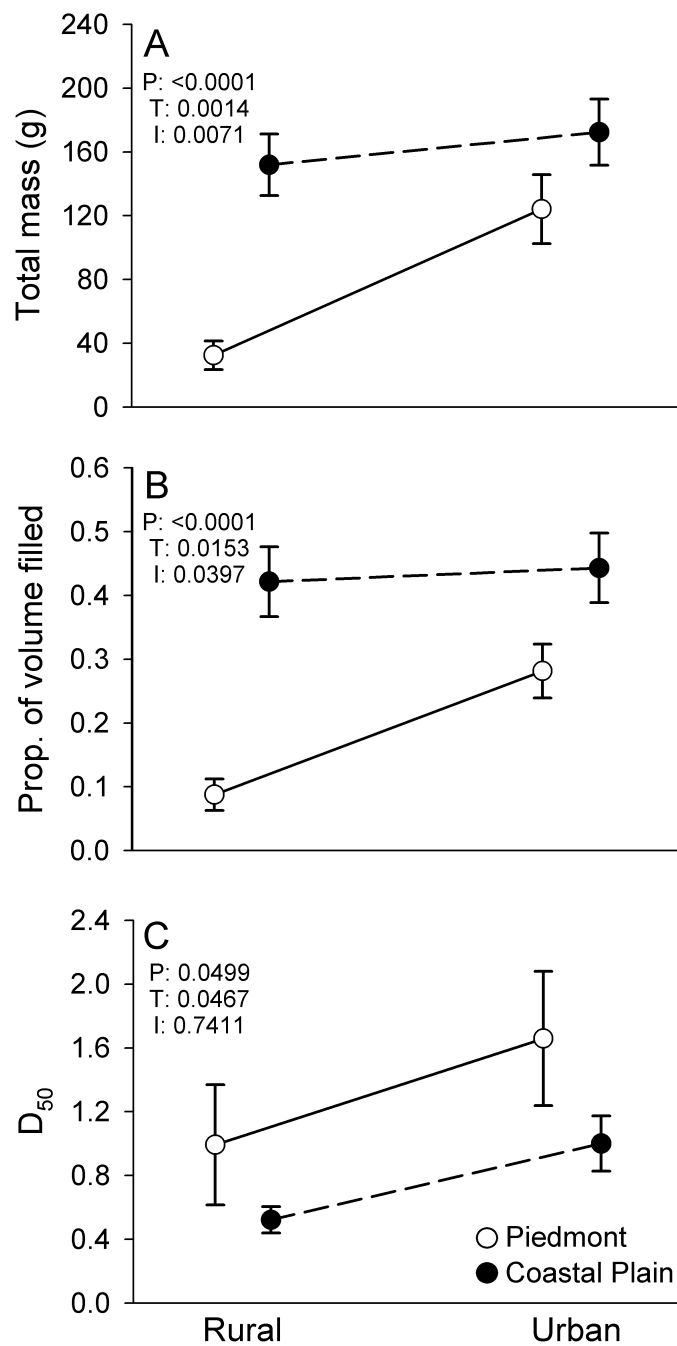 A
P: <0.0001
T: 0.0014
I: 0.0071
Total mass (g)
240
200
160
120
80
40
0
B
P: <0.0001
T: 0.0153
I: 0.0397
Prop. of volume filled
0.6
0.5
0.4
0.3
0.2
0.1
0.0
C
P: 0.0499
T: 0.0467
I: 0.7411
D50
2.4
2.0
1.6
1.2
0.8
0.4
0.0
Piedmont
Coastal Plain
Rural Urban